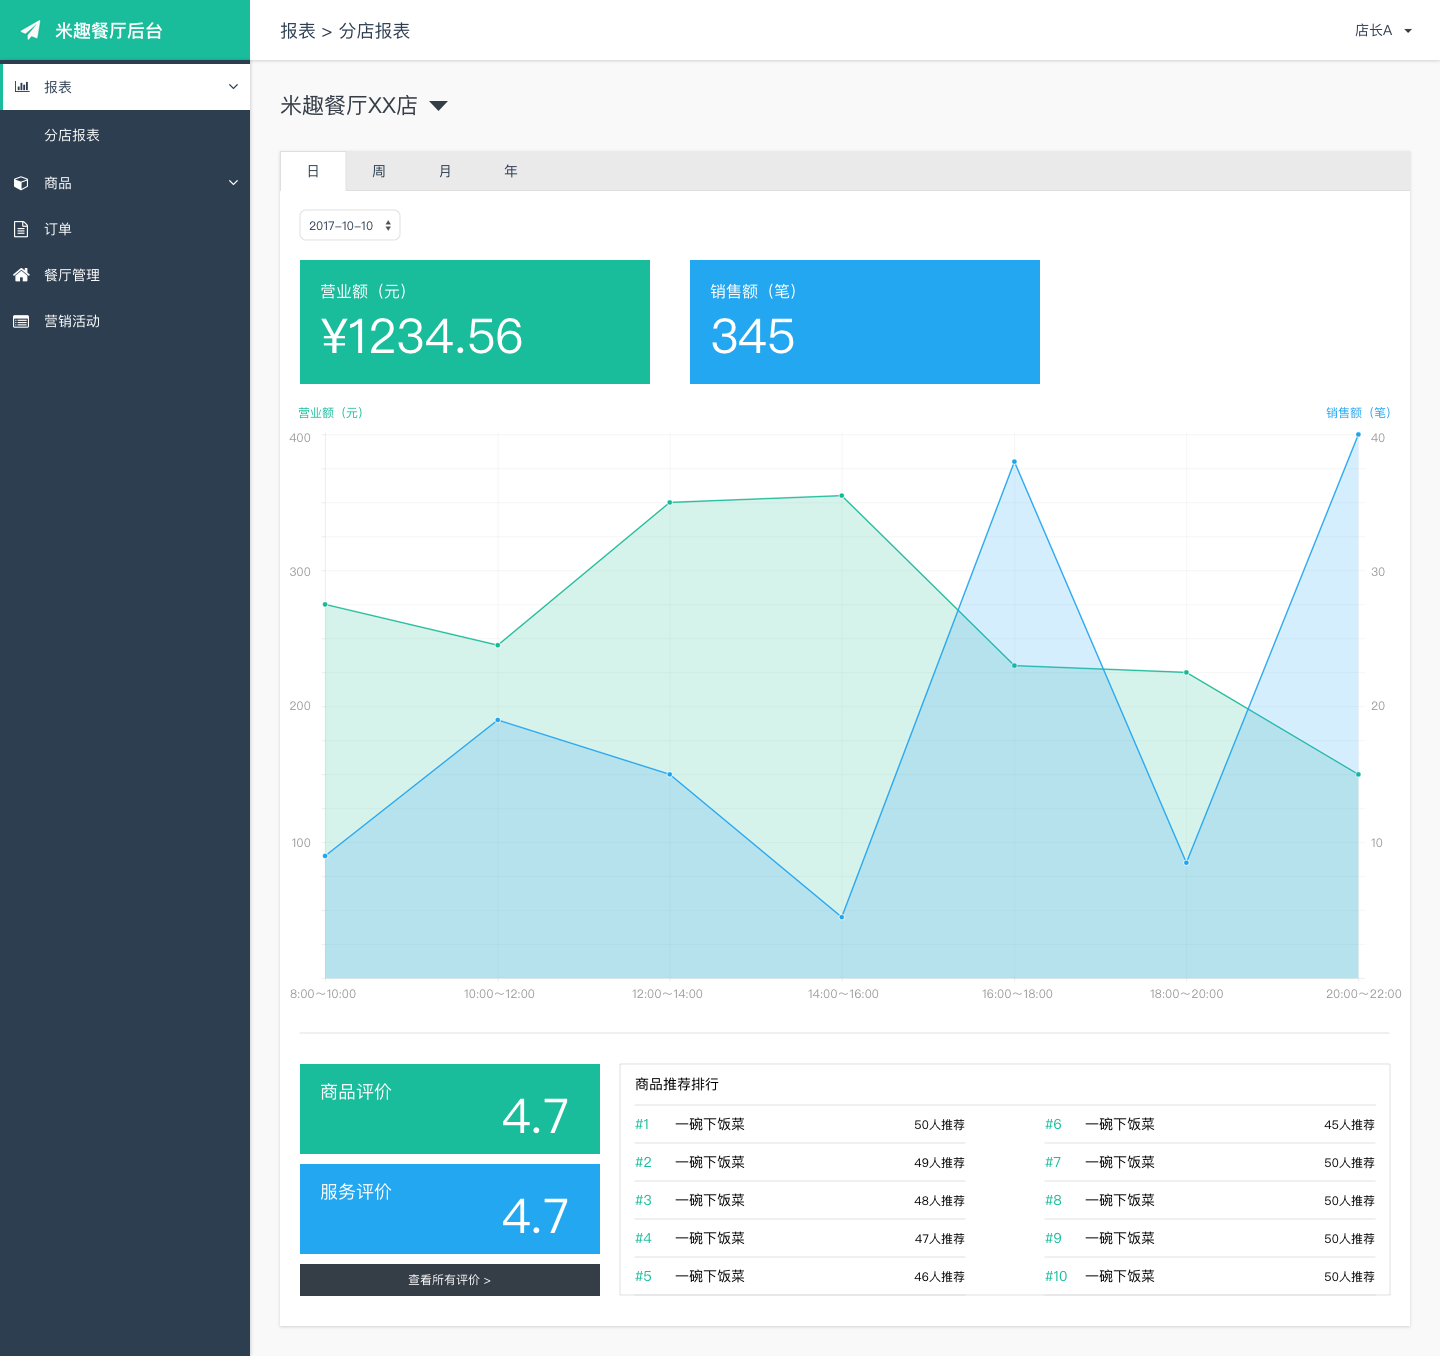 米趣餐厅后台
报表 > 分店报表
店长A
报表
分店报表
商品
订单
餐厅管理
营销活动
米趣餐厅XX店
日 周 月 年
2017-10-10
营业额（元）
¥1234.56
销售额（笔）
345
营业额（元）
销售额（笔）
400
300
200
100
40
30
20
10
8:00～10:00
10:00～12:00
12:00～14:00
14:00～16:00
16:00～18:00
18:00～20:00
20:00～22:00
商品评价
4.7
服务评价
4.7
查看所有评价 >
商品推荐排行
#1 一碗下饭菜 50人推荐
#2 一碗下饭菜 49人推荐
#3 一碗下饭菜 48人推荐
#4 一碗下饭菜 47人推荐
#5 一碗下饭菜 46人推荐
#6 一碗下饭菜 45人推荐
#7 一碗下饭菜 50人推荐
#8 一碗下饭菜 50人推荐
#9 一碗下饭菜 50人推荐
#10 一碗下饭菜 50人推荐